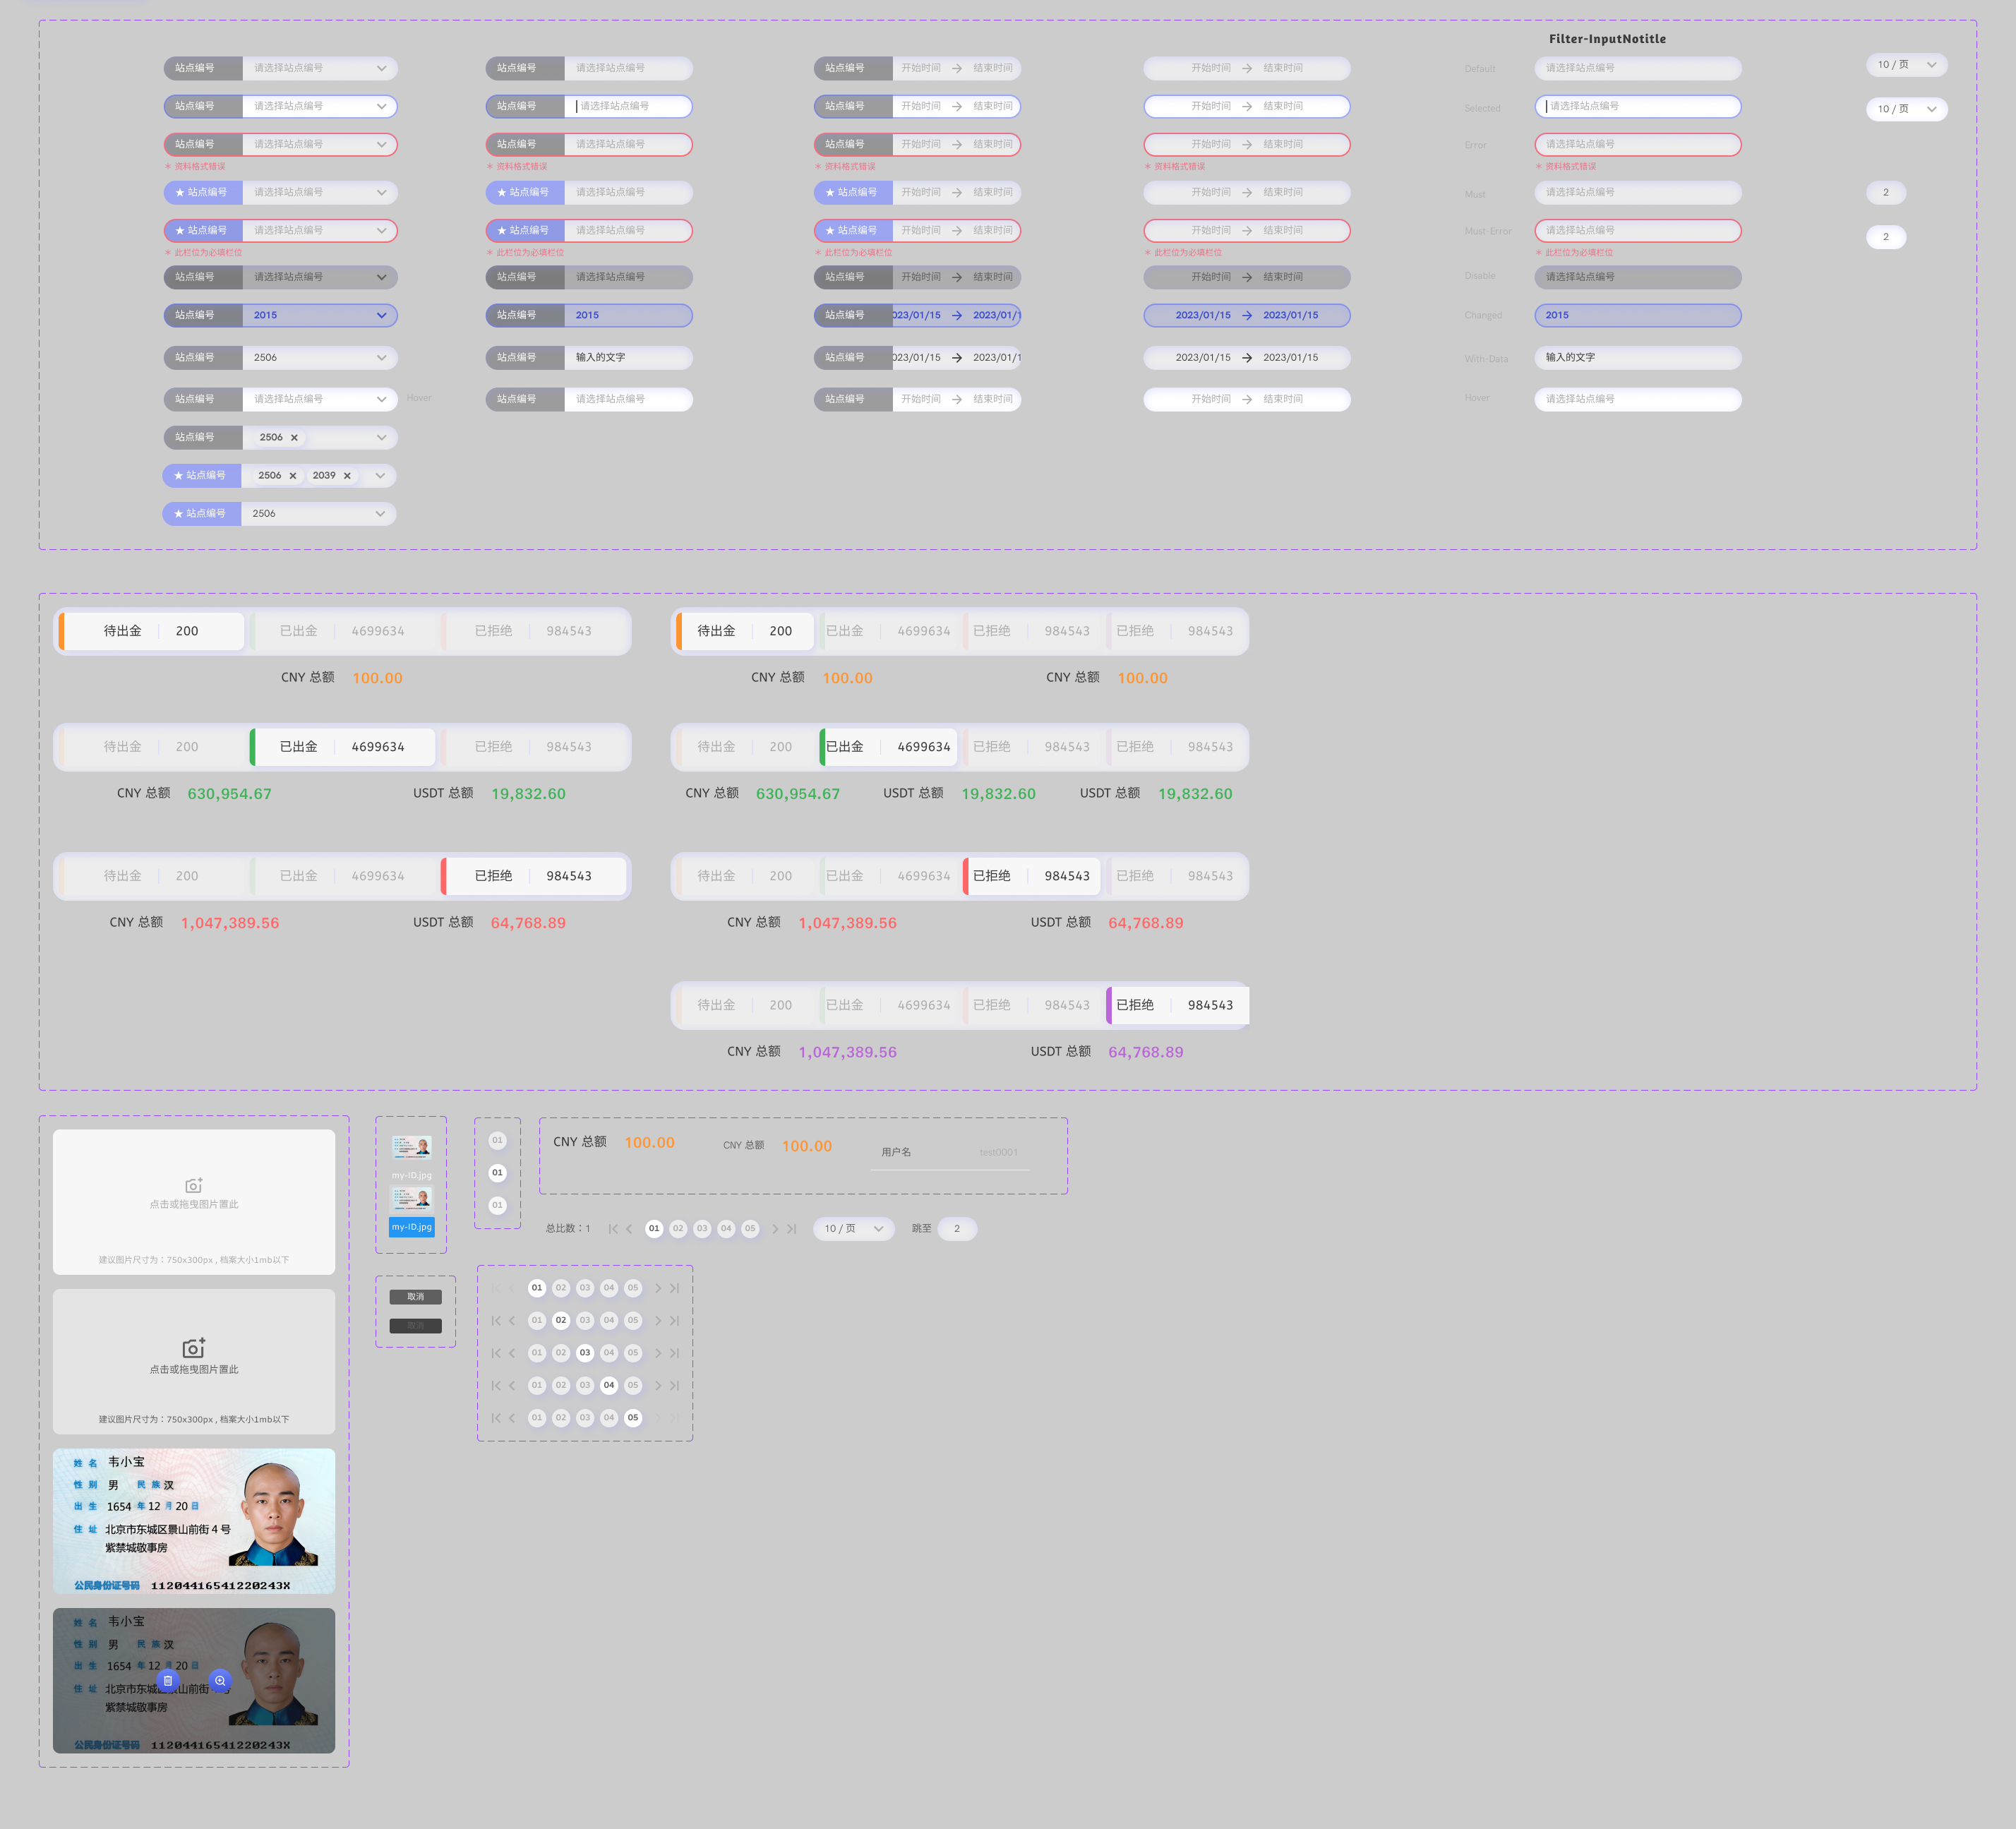 Filter-InputNotitle
站点编号 请选择站点编号 站点编号 请选择站点编号 站点编号 开始时间 结束时间 开始时间 结束时间 Default 请选择站点编号 10 / 页
站点编号 请选择站点编号 站点编号 请选择站点编号 站点编号 开始时间 结束时间 开始时间 结束时间 Selected 请选择站点编号 10 / 页
站点编号 请选择站点编号 站点编号 请选择站点编号 站点编号 开始时间 结束时间 开始时间 结束时间 Error 请选择站点编号
* 资料格式错误 * 资料格式错误 * 资料格式错误 * 资料格式错误 * 资料格式错误
★ 站点编号 请选择站点编号 ★ 站点编号 请选择站点编号 ★ 站点编号 开始时间 结束时间 开始时间 结束时间 Must 请选择站点编号 2
★ 站点编号 请选择站点编号 ★ 站点编号 请选择站点编号 ★ 站点编号 开始时间 结束时间 开始时间 结束时间 Must-Error 请选择站点编号 2
* 此栏位为必填栏位 * 此栏位为必填栏位 * 此栏位为必填栏位 * 此栏位为必填栏位 * 此栏位为必填栏位
站点编号 请选择站点编号 站点编号 请选择站点编号 站点编号 开始时间 结束时间 开始时间 结束时间 Disable 请选择站点编号
站点编号 2015 站点编号 2015 站点编号 023/01/15 2023/01/1 2023/01/15 2023/01/15 Changed 2015
站点编号 2506 站点编号 输入的文字 站点编号 023/01/15 2023/01/1 2023/01/15 2023/01/15 With-Data 输入的文字
站点编号 请选择站点编号 Hover 站点编号 请选择站点编号 站点编号 开始时间 结束时间 开始时间 结束时间 Hover 请选择站点编号
站点编号 2506 ×
★ 站点编号 2506 × 2039 ×
★ 站点编号 2506
待出金 200 已出金 4699634 已拒绝 984543 待出金 200 已出金 4699634 已拒绝 984543 已拒绝 984543
CNY 总额 100.00 CNY 总额 100.00 CNY 总额 100.00
待出金 200 已出金 4699634 已拒绝 984543 待出金 200 已出金 4699634 已拒绝 984543 已拒绝 984543
CNY 总额 630,954.67 USDT 总额 19,832.60 CNY 总额 630,954.67 USDT 总额 19,832.60 USDT 总额 19,832.60
待出金 200 已出金 4699634 已拒绝 984543 待出金 200 已出金 4699634 已拒绝 984543 已拒绝 984543
CNY 总额 1,047,389.56 USDT 总额 64,768.89 CNY 总额 1,047,389.56 USDT 总额 64,768.89
待出金 200 已出金 4699634 已拒绝 984543 已拒绝 984543
CNY 总额 1,047,389.56 USDT 总额 64,768.89
点击或拖曳图片置此
建议图片尺寸为：750x300px , 档案大小1mb以下
点击或拖曳图片置此
建议图片尺寸为：750x300px , 档案大小1mb以下
姓 名 韦小宝
性 别 男 民 族 汉
出 生 1654 年 12 月 20 日
住 址 北京市东城区景山前街 4 号
紫禁城敬事房
公民身份证号码 11204416541220243X
姓 名 韦小宝
性 别 男 民 族 汉
出 生 1654 年 12 月 20 日
住 址 北京市东城区景山前街 号
紫禁城敬事房
公民身份证号码 11204416541220243X
my-ID.jpg
my-ID.jpg
取消
取消
01
01
01
CNY 总额 100.00 CNY 总额 100.00 用户名 test0001
总比数：1 01 02 03 04 05 10 / 页 跳至 2
01 02 03 04 05
01 02 03 04 05
01 02 03 04 05
01 02 03 04 05
01 02 03 04 05